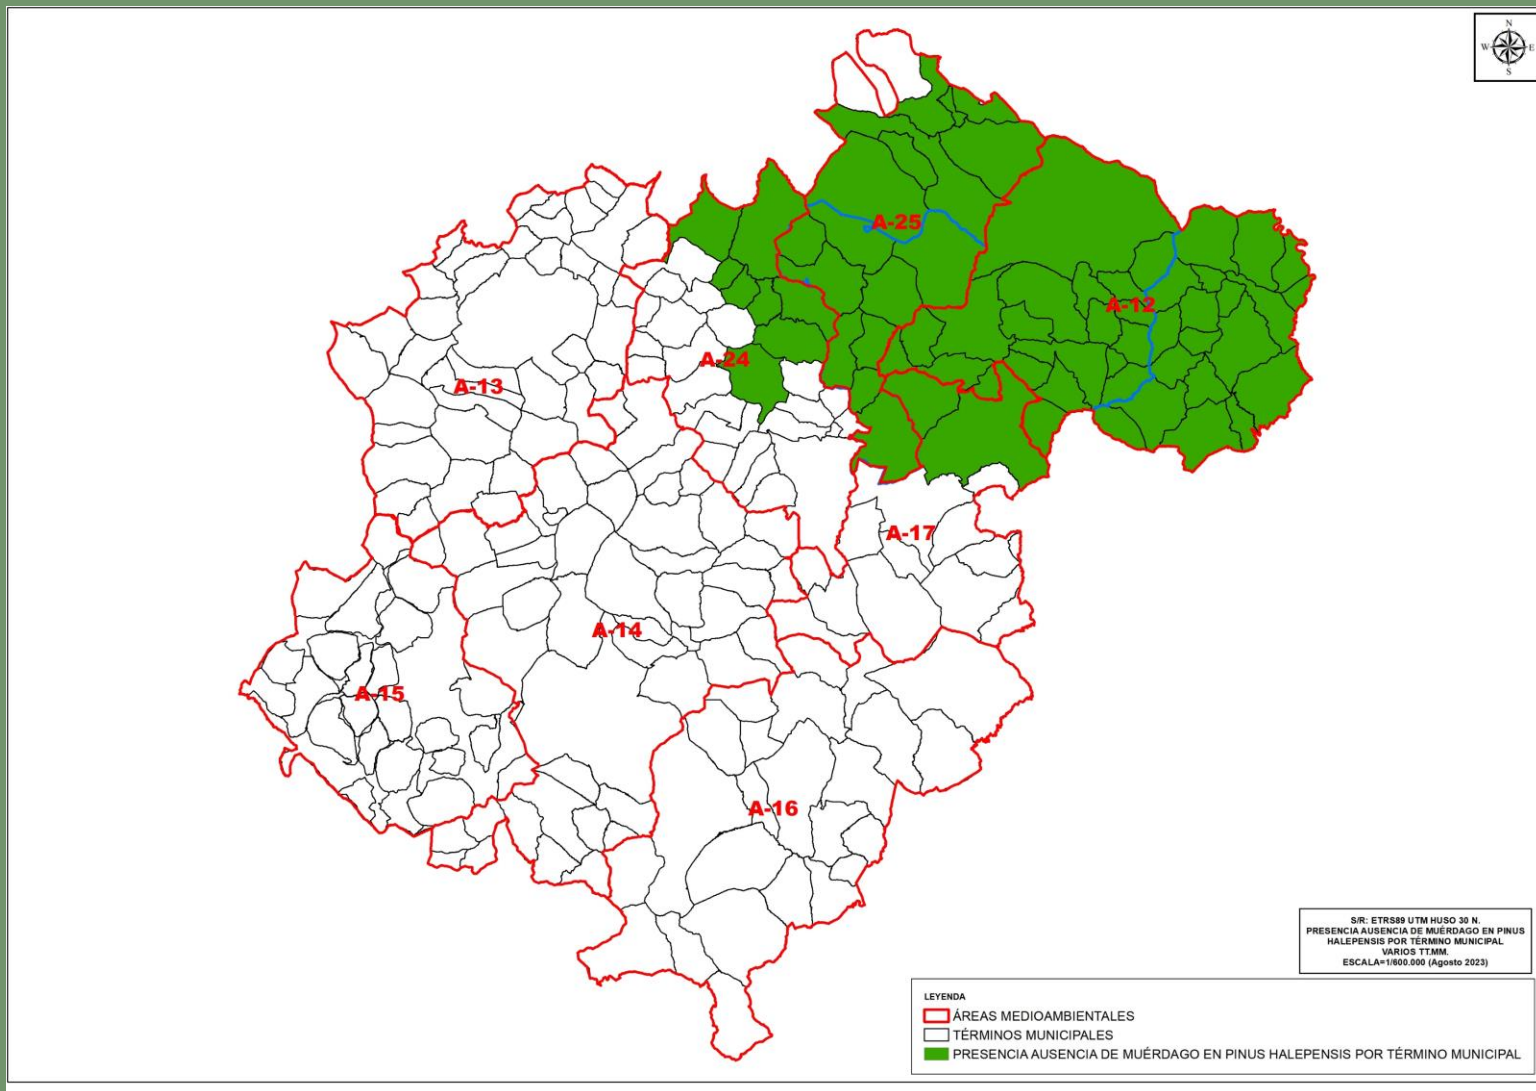 N
W E
S
A-25
A-12
A-24
A-13
A-17
A-14
A-15
A-16
S/R: ETRS89 UTM HUSO 30 N.
PRESENCIA AUSENCIA DE MUÉRDAGO EN PINUS
HALEPENSIS POR TÉRMINO MUNICIPAL
VARIOS TT.MM.
ESCALA=1/600.000 (Agosto 2023)
LEYENDA
ÁREAS MEDIOAMBIENTALES
TÉRMINOS MUNICIPALES
PRESENCIA AUSENCIA DE MUÉRDAGO EN PINUS HALEPENSIS POR TÉRMINO MUNICIPAL